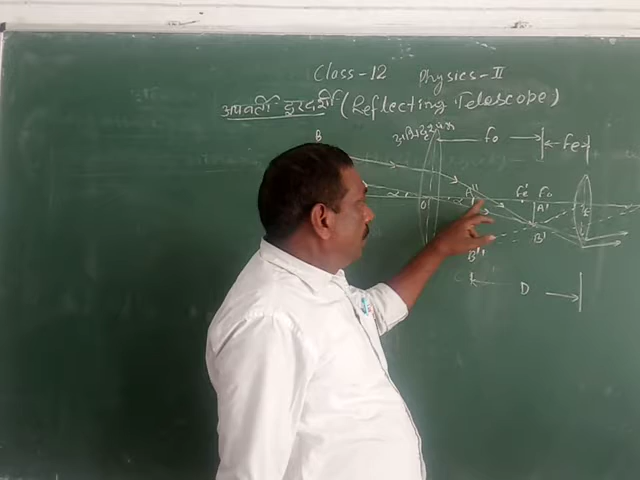 Class-12 Physics-II
अपवर्ती दूरदर्शी (Reflecting Telescope)
B
अभिदृश्यक
fo
fe
α
O
α
A"
fe'
fo
A'
B'
B"
D